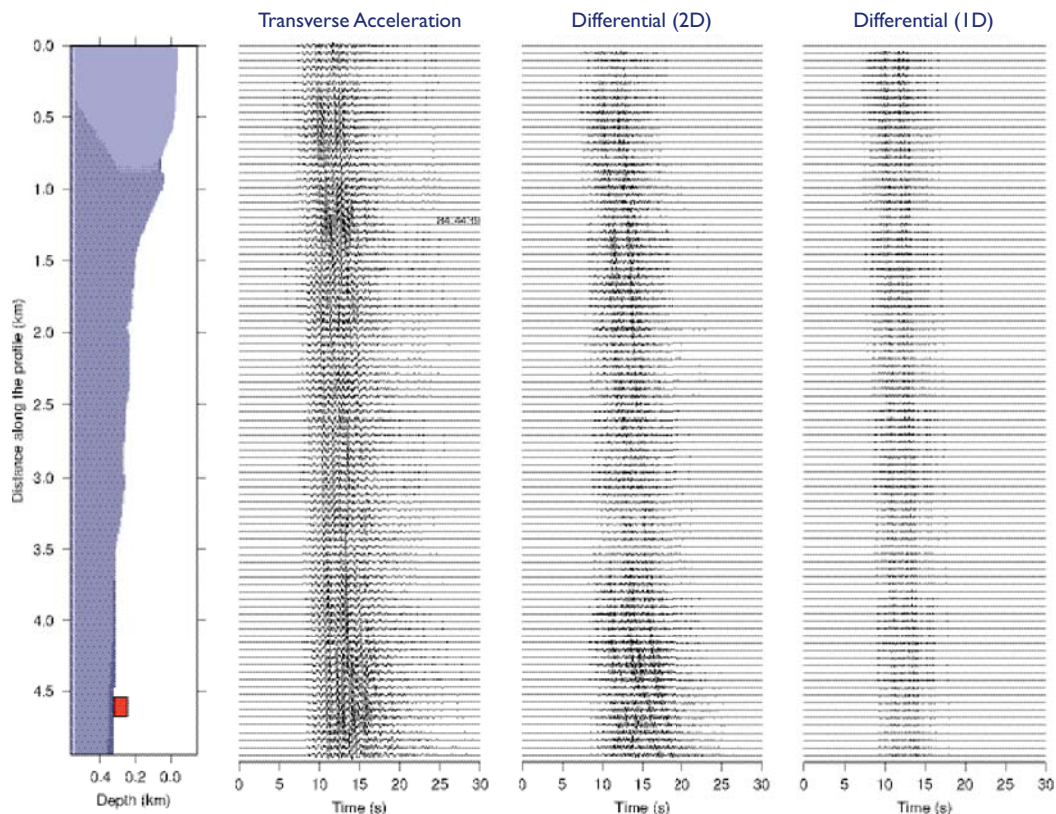 Transverse Acceleration
Differential (2D)
Differential (1D)
0.0
0.5
1.0
1.5
2.0
2.5
3.0
3.5
4.0
4.5
Distance along the profile (km)
0.4 0.2 0.0
Depth (km)
0 5 10 15 20 25 30
Time (s)
0 5 10 15 20 25 30
Time (s)
0 5 10 15 20 25 30
Time (s)